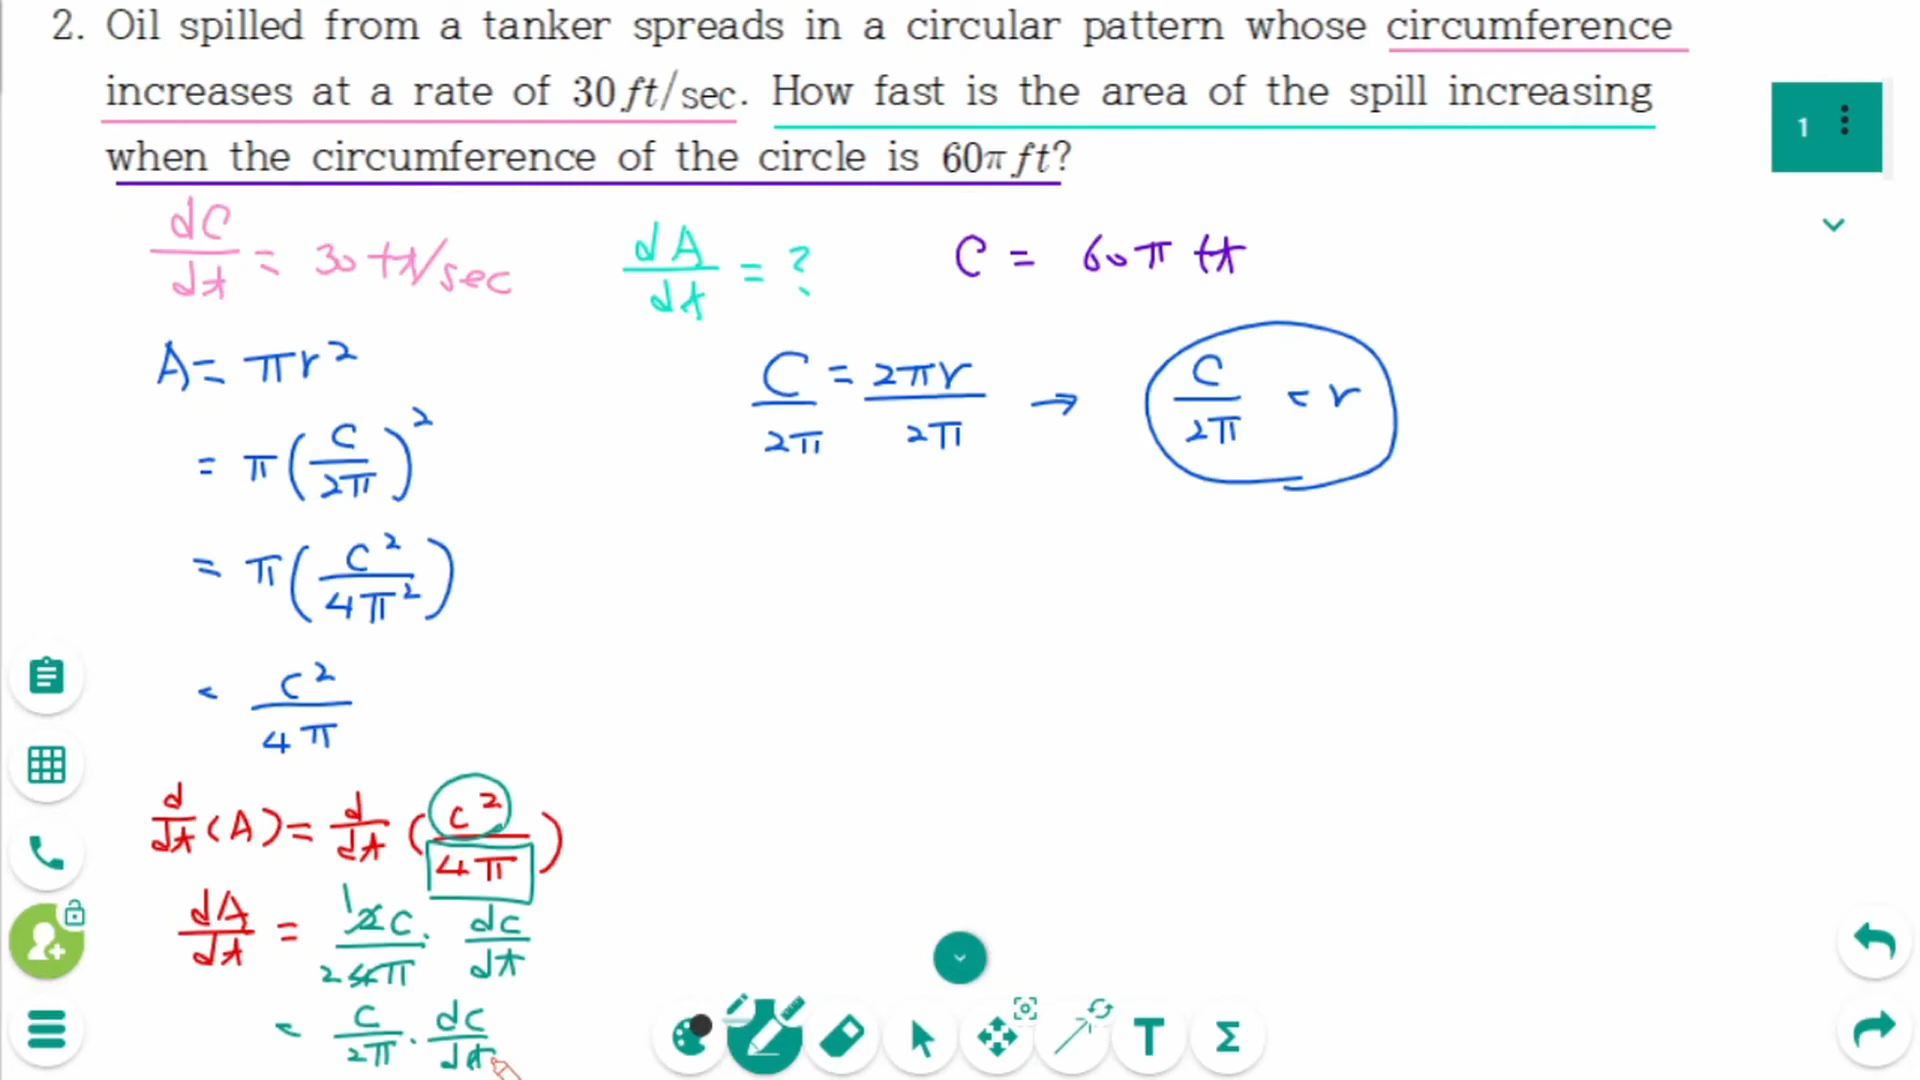 2. Oil spilled from a tanker spreads in a circular pattern whose circumference
increases at a rate of 30 ft/sec. How fast is the area of the spill increasing
when the circumference of the circle is 60π ft?
1
dC/dt = 30 ft/sec dA/dt = ? C = 60π ft
A = πr²
C/2π = 2πr/2π → C/2π = r
= π(C/2π)²
= π(C²/4π²)
= C²/4π
d/dt (A) = d/dt (C²/4π)
dA/dt = 1 2C/2 4π · dC/dt
= C/2π · dC/dt
T Σ